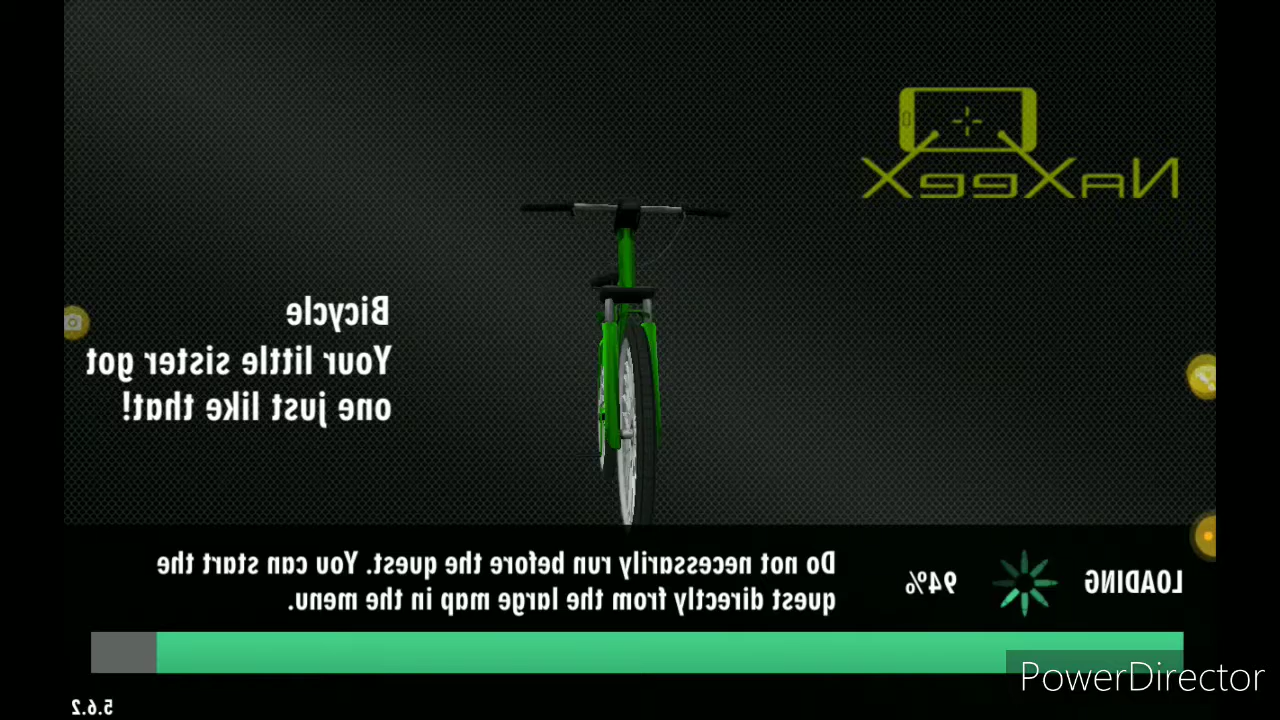 NaXeeX
Bicycle
Your little sister got
one just like that!
LOADING
94%
Do not necessarily run before the quest. You can start the
quest directly from the large map in the menu.
PowerDirector
5.6.2